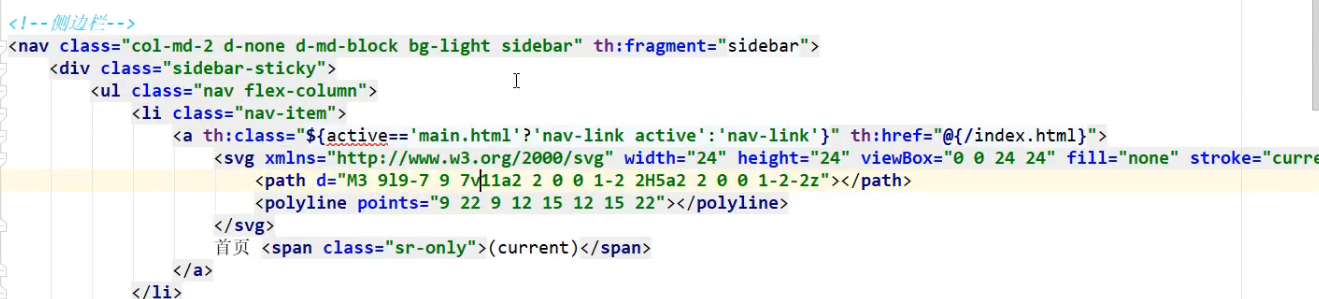 <!--侧边栏-->
<nav class="col-md-2 d-none d-md-block bg-light sidebar" th:fragment="sidebar">
<div class="sidebar-sticky">
<ul class="nav flex-column">
<li class="nav-item">
<a th:class="${active=='main.html'?'nav-link active':'nav-link'}" th:href="@{/index.html}">
<svg xmlns="http://www.w3.org/2000/svg" width="24" height="24" viewBox="0 0 24 24" fill="none" stroke="curre
<path d="M3 9l9-7 9 7v11a2 2 0 0 1-2 2H5a2 2 0 0 1-2-2z"></path>
<polyline points="9 22 9 12 15 12 15 22"></polyline>
</svg>
首页 <span class="sr-only">(current)</span>
</a>
</li>